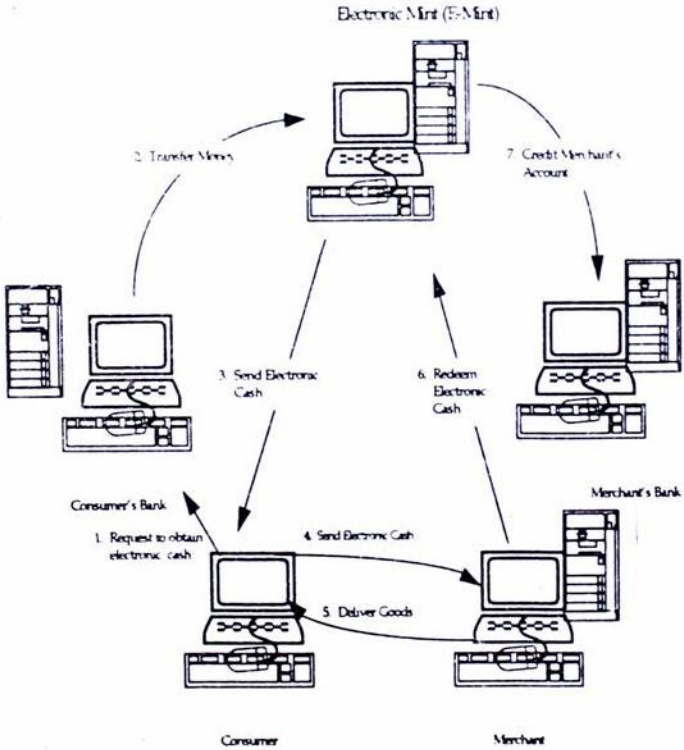 Electronic Mint (E-Mint)
2. Transfer Money
7. Credit Merchant's
Account
3. Send Electronic
Cash
6. Redeem
Electronic
Cash
Consumer's Bank
Merchant's Bank
1. Request to obtain
electronic cash
4. Send Electronic Cash
5. Deliver Goods
Consumer
Merchant